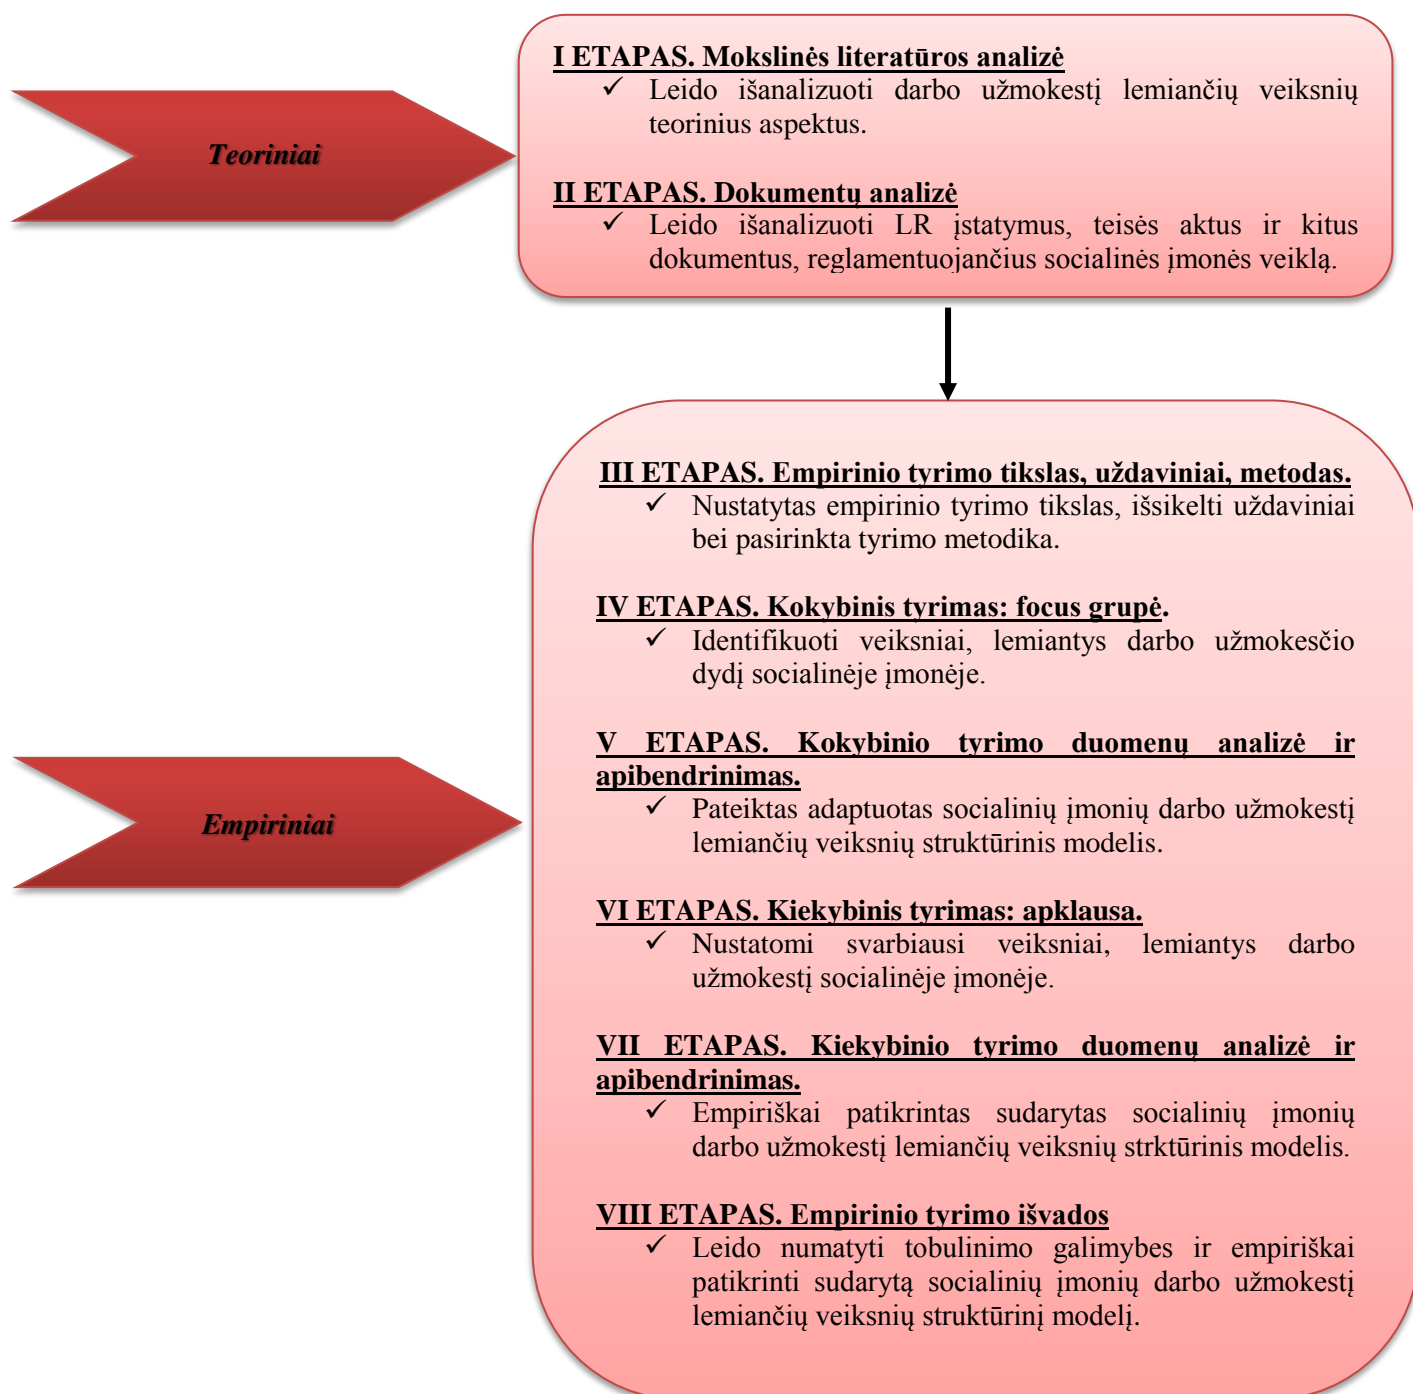 I ETAPAS. Mokslinės literatūros analizė
✓ Leido išanalizuoti darbo užmokestį lemiančių veiksnių
teorinius aspektus.
Teoriniai
II ETAPAS. Dokumentų analizė
✓ Leido išanalizuoti LR įstatymus, teisės aktus ir kitus
dokumentus, reglamentuojančius socialinės įmonės veiklą.
III ETAPAS. Empirinio tyrimo tikslas, uždaviniai, metodas.
✓ Nustatytas empirinio tyrimo tikslas, išsikelti uždaviniai
bei pasirinkta tyrimo metodika.
IV ETAPAS. Kokybinis tyrimas: focus grupė.
✓ Identifikuoti veiksniai, lemiantys darbo užmokesčio
dydį socialinėje įmonėje.
V ETAPAS. Kokybinio tyrimo duomenų analizė ir
apibendrinimas.
✓ Pateiktas adaptuotas socialinių įmonių darbo užmokestį
lemiančių veiksnių struktūrinis modelis.
Empiriniai
VI ETAPAS. Kiekybinis tyrimas: apklausa.
✓ Nustatomi svarbiausi veiksniai, lemiantys darbo
užmokestį socialinėje įmonėje.
VII ETAPAS. Kiekybinio tyrimo duomenų analizė ir
apibendrinimas.
✓ Empiriškai patikrintas sudarytas socialinių įmonių
darbo užmokestį lemiančių veiksnių strktūrinis modelis.
VIII ETAPAS. Empirinio tyrimo išvados
✓ Leido numatyti tobulinimo galimybes ir empiriškai
patikrinti sudarytą socialinių įmonių darbo užmokestį
lemiančių veiksnių struktūrinį modelį.